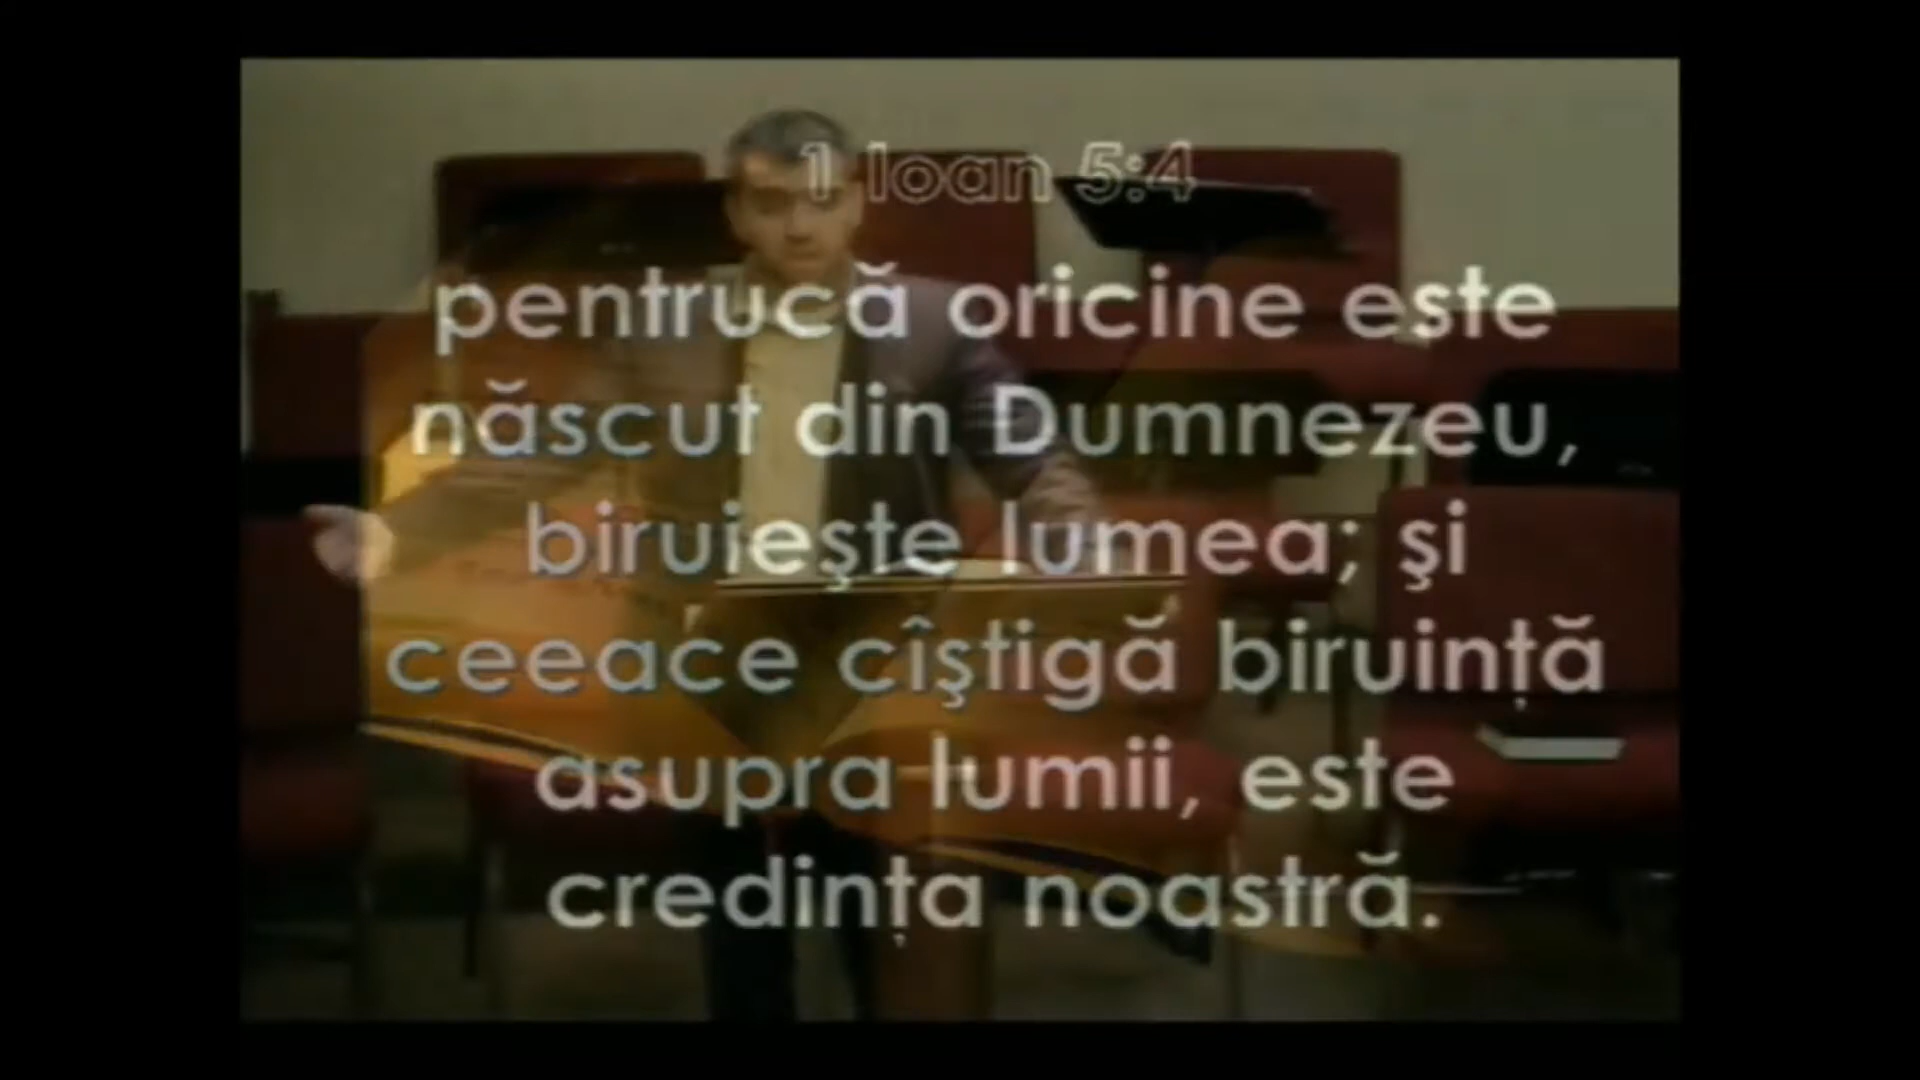 1 Ioan 5:4
pentrucă oricine este
născut din Dumnezeu,
biruieşte lumea; şi
ceeace cîştigă biruinţă
asupra lumii, este
credinţa noastră.